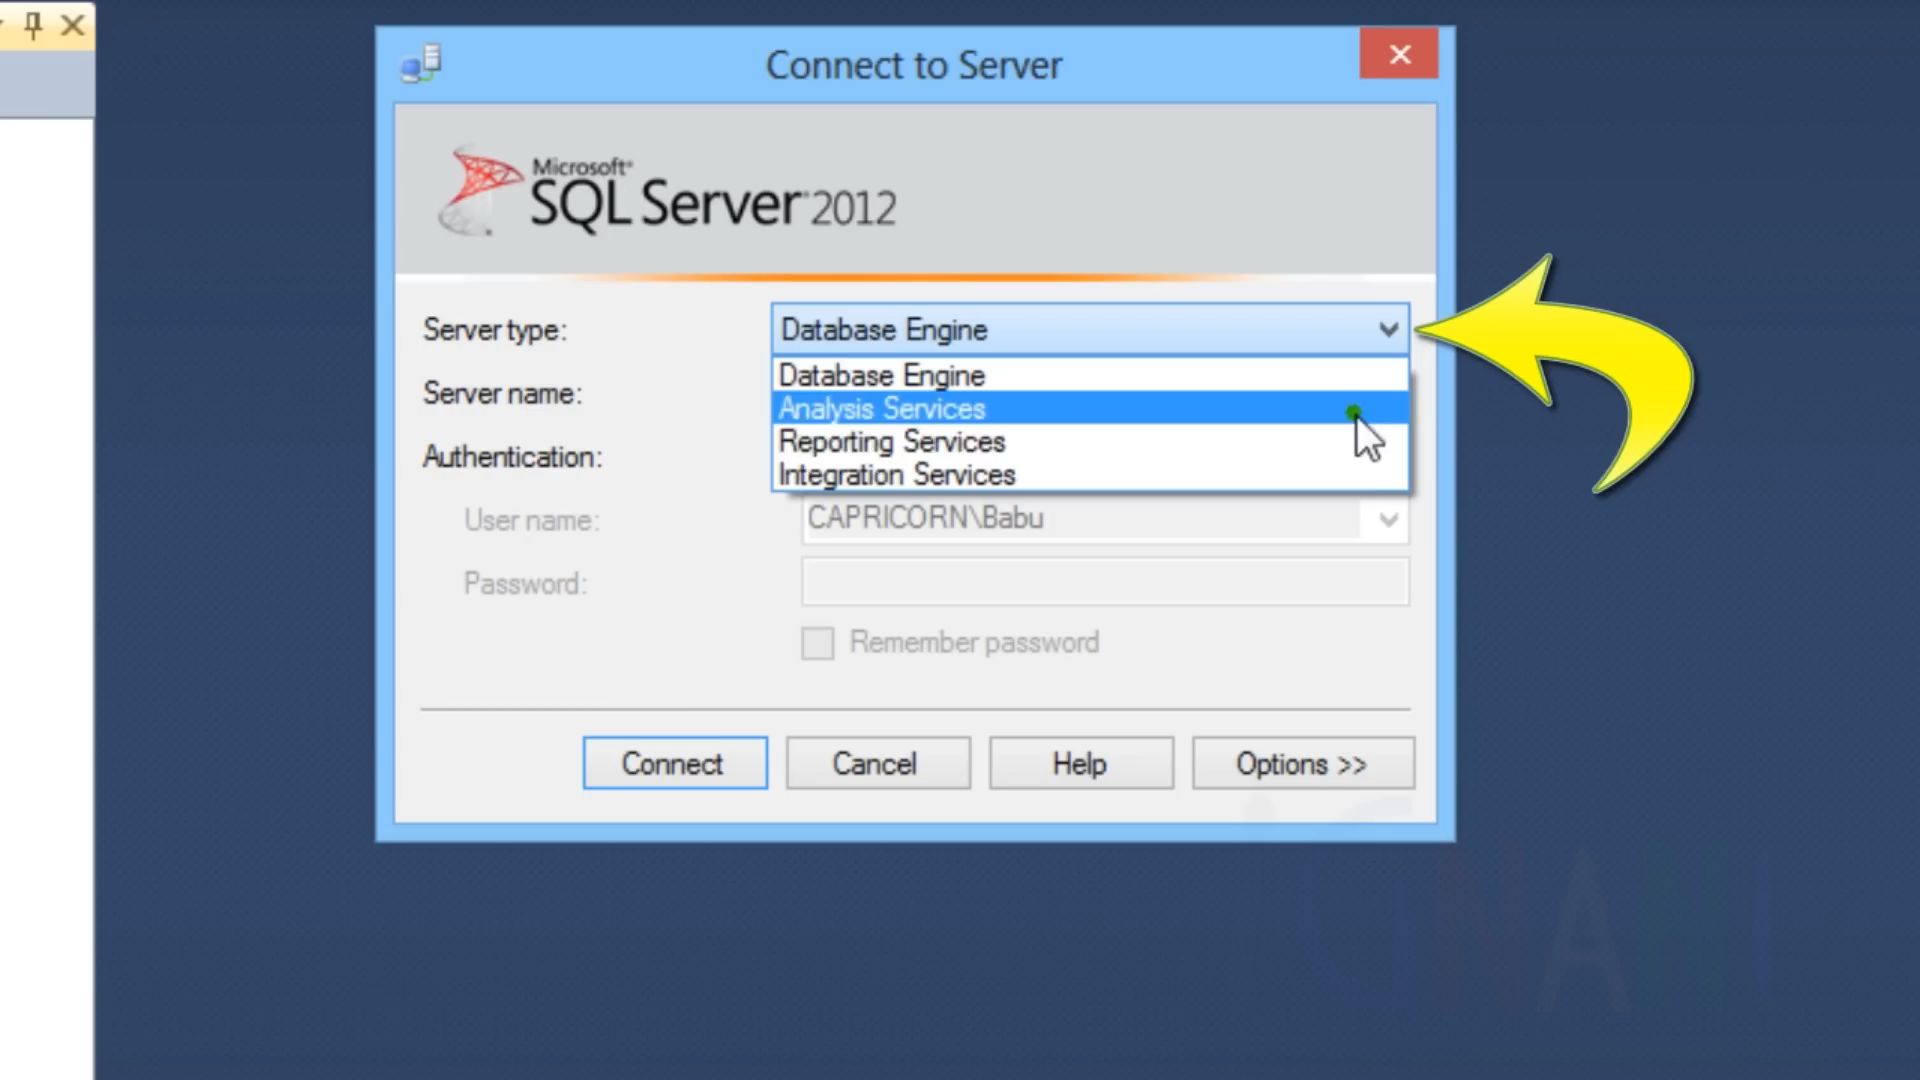 Connect to Server
Microsoft®
SQL Server 2012
Server type:
Database Engine
Database Engine
Analysis Services
Reporting Services
Integration Services
Server name:
Authentication:
User name:
CAPRICORN\Babu
Password:
Remember password
Connect
Cancel
Help
Options >>